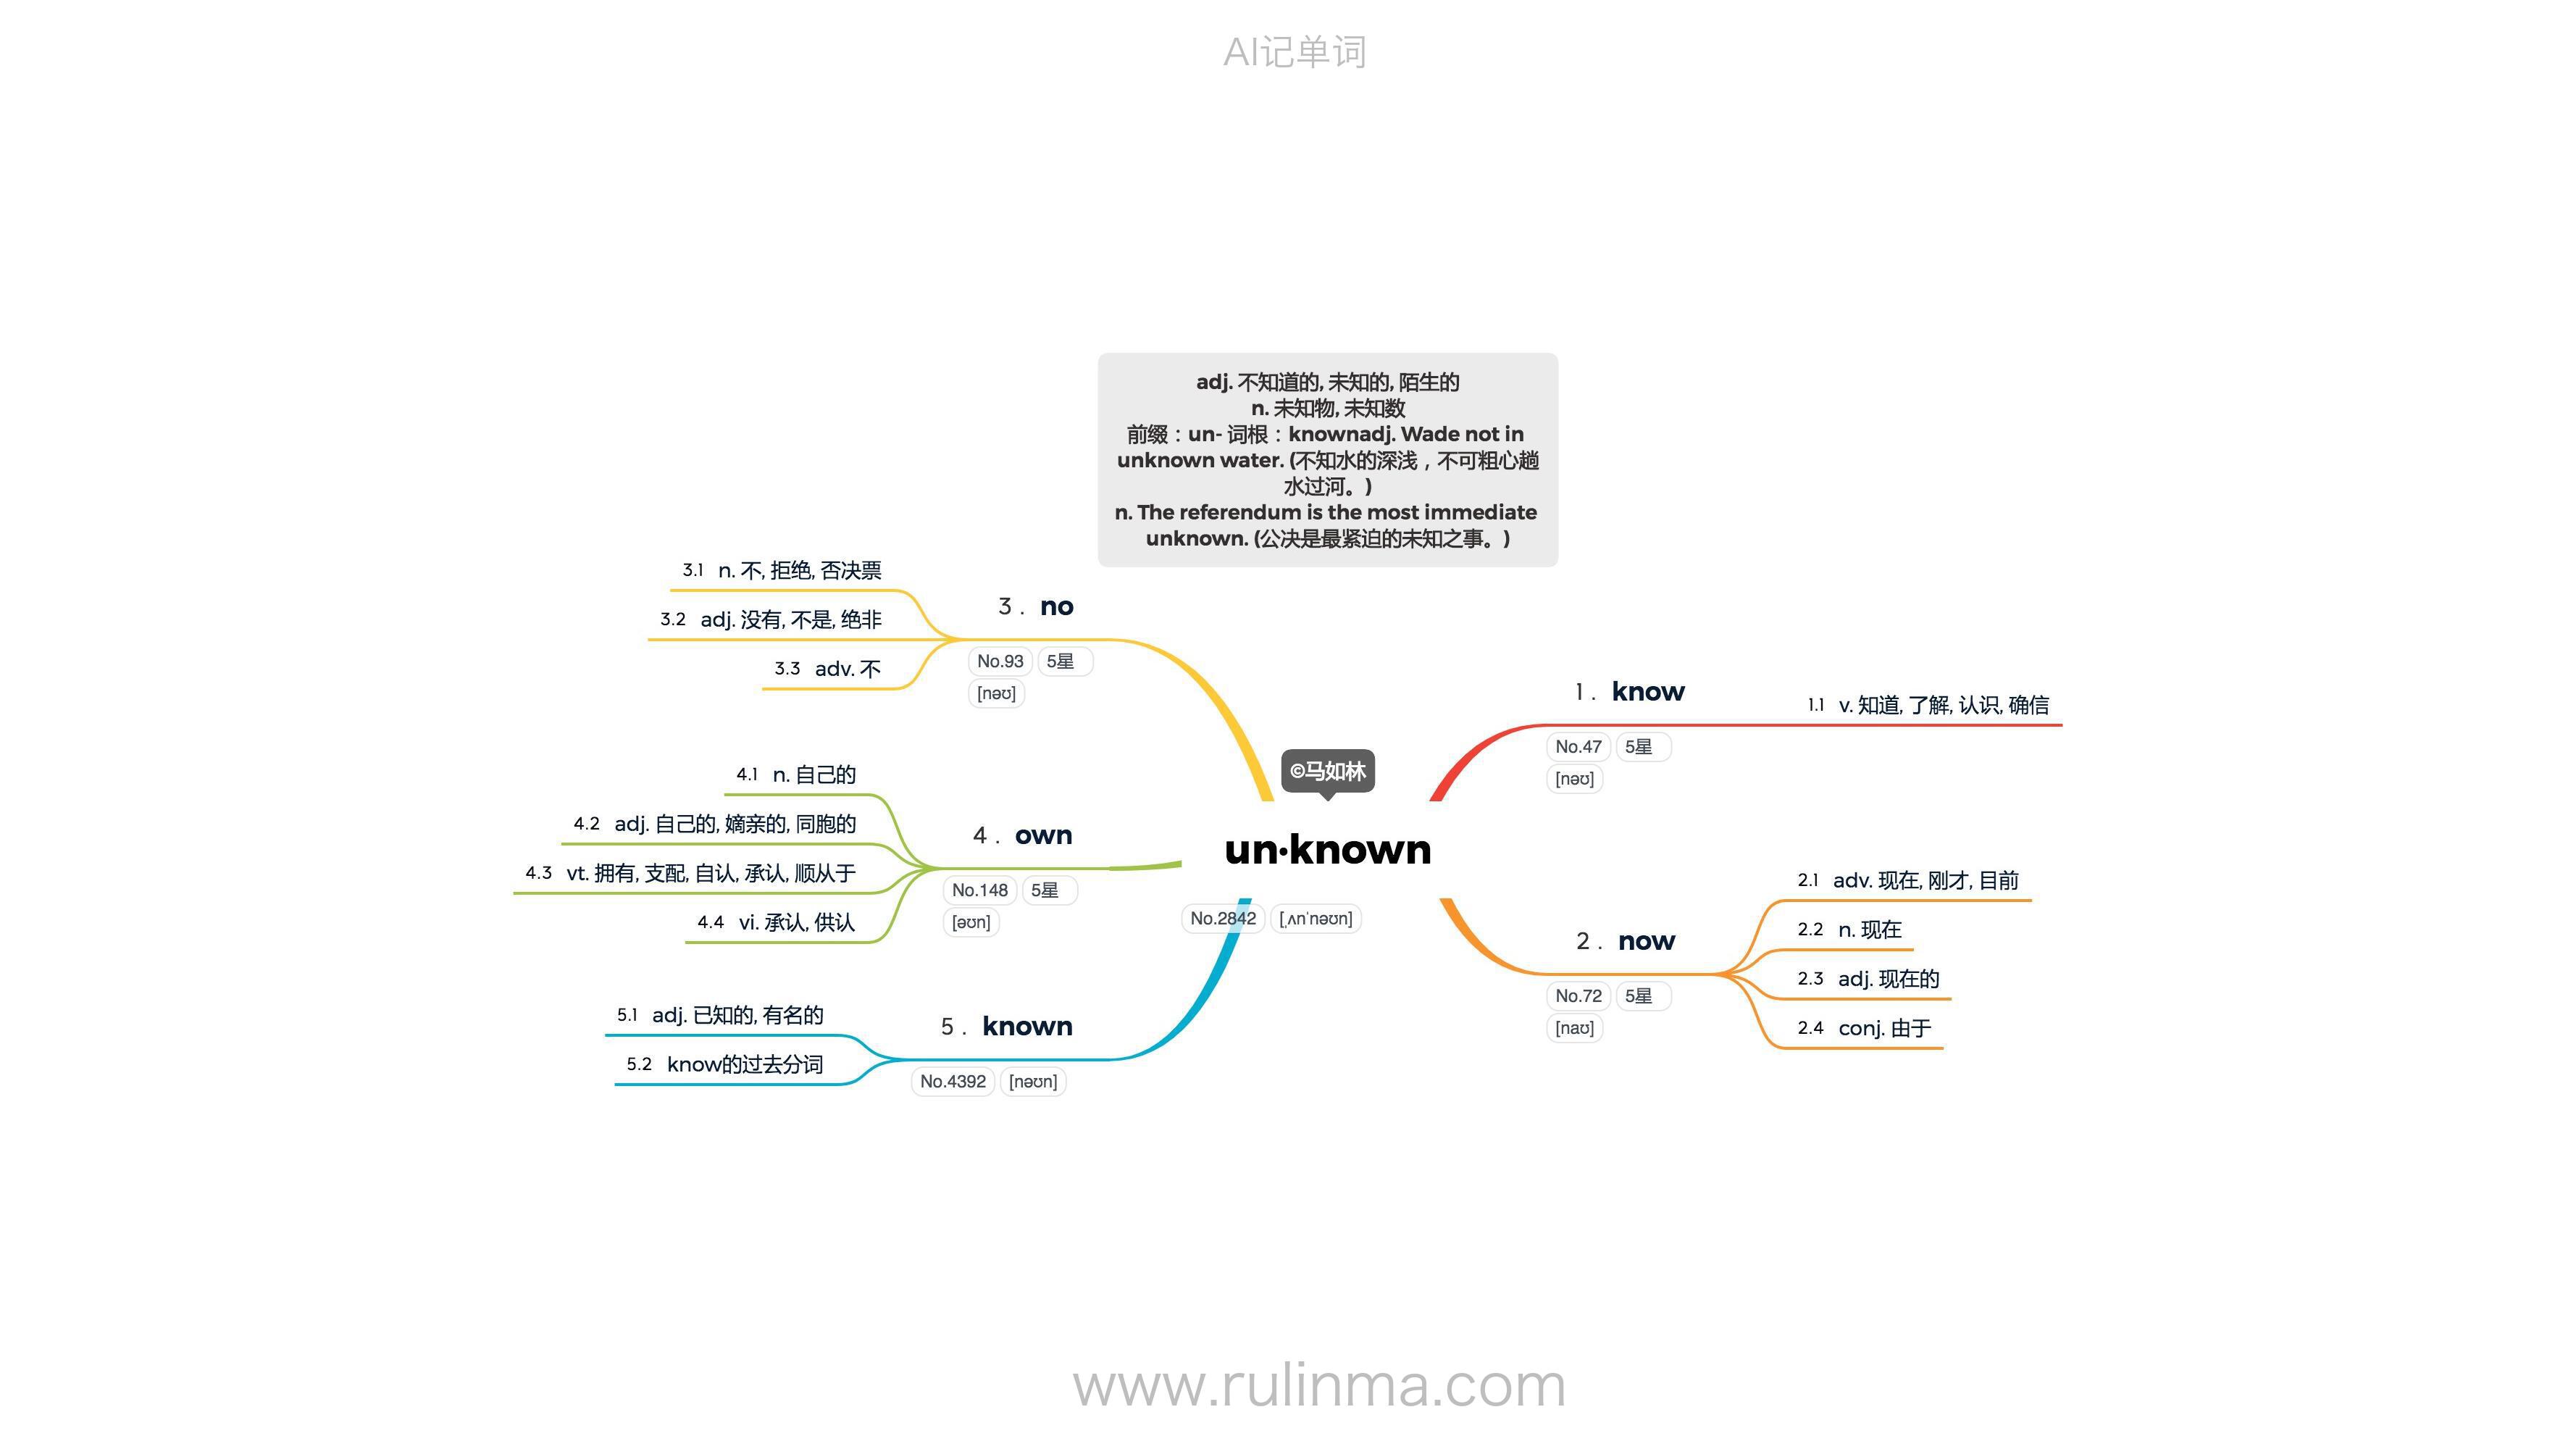 AI记单词
adj. 不知道的, 未知的, 陌生的
n. 未知物, 未知数
前缀：un- 词根：knownadj. Wade not in
unknown water. (不知水的深浅，不可粗心趟
水过河。)
n. The referendum is the most immediate
unknown. (公决是最紧迫的未知之事。)
©马如林
un·known
No.2842 [ˌʌnˈnəʊn]
1. know
No.47 5星
[nəʊ]
1.1 v. 知道, 了解, 认识, 确信
2. now
No.72 5星
[naʊ]
2.1 adv. 现在, 刚才, 目前
2.2 n. 现在
2.3 adj. 现在的
2.4 conj. 由于
3. no
No.93 5星
[nəʊ]
3.1 n. 不, 拒绝, 否决票
3.2 adj. 没有, 不是, 绝非
3.3 adv. 不
4. own
No.148 5星
[əʊn]
4.1 n. 自己的
4.2 adj. 自己的, 嫡亲的, 同胞的
4.3 vt. 拥有, 支配, 自认, 承认, 顺从于
4.4 vi. 承认, 供认
5. known
No.4392 [nəʊn]
5.1 adj. 已知的, 有名的
5.2 know的过去分词
www.rulinma.com